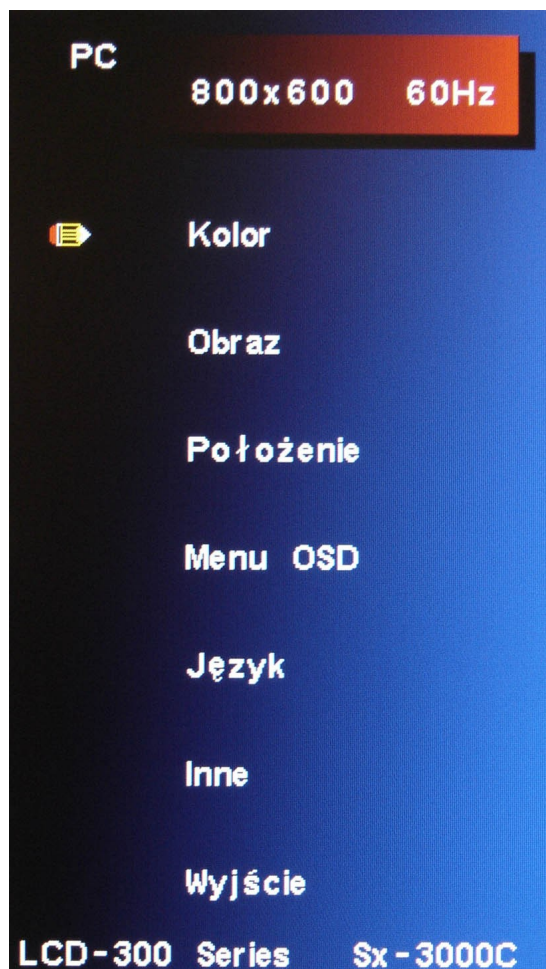 PC
800x600 60Hz
Kolor
Obraz
Położenie
Menu OSD
Język
Inne
Wyjście
LCD-300 Series Sx-3000C